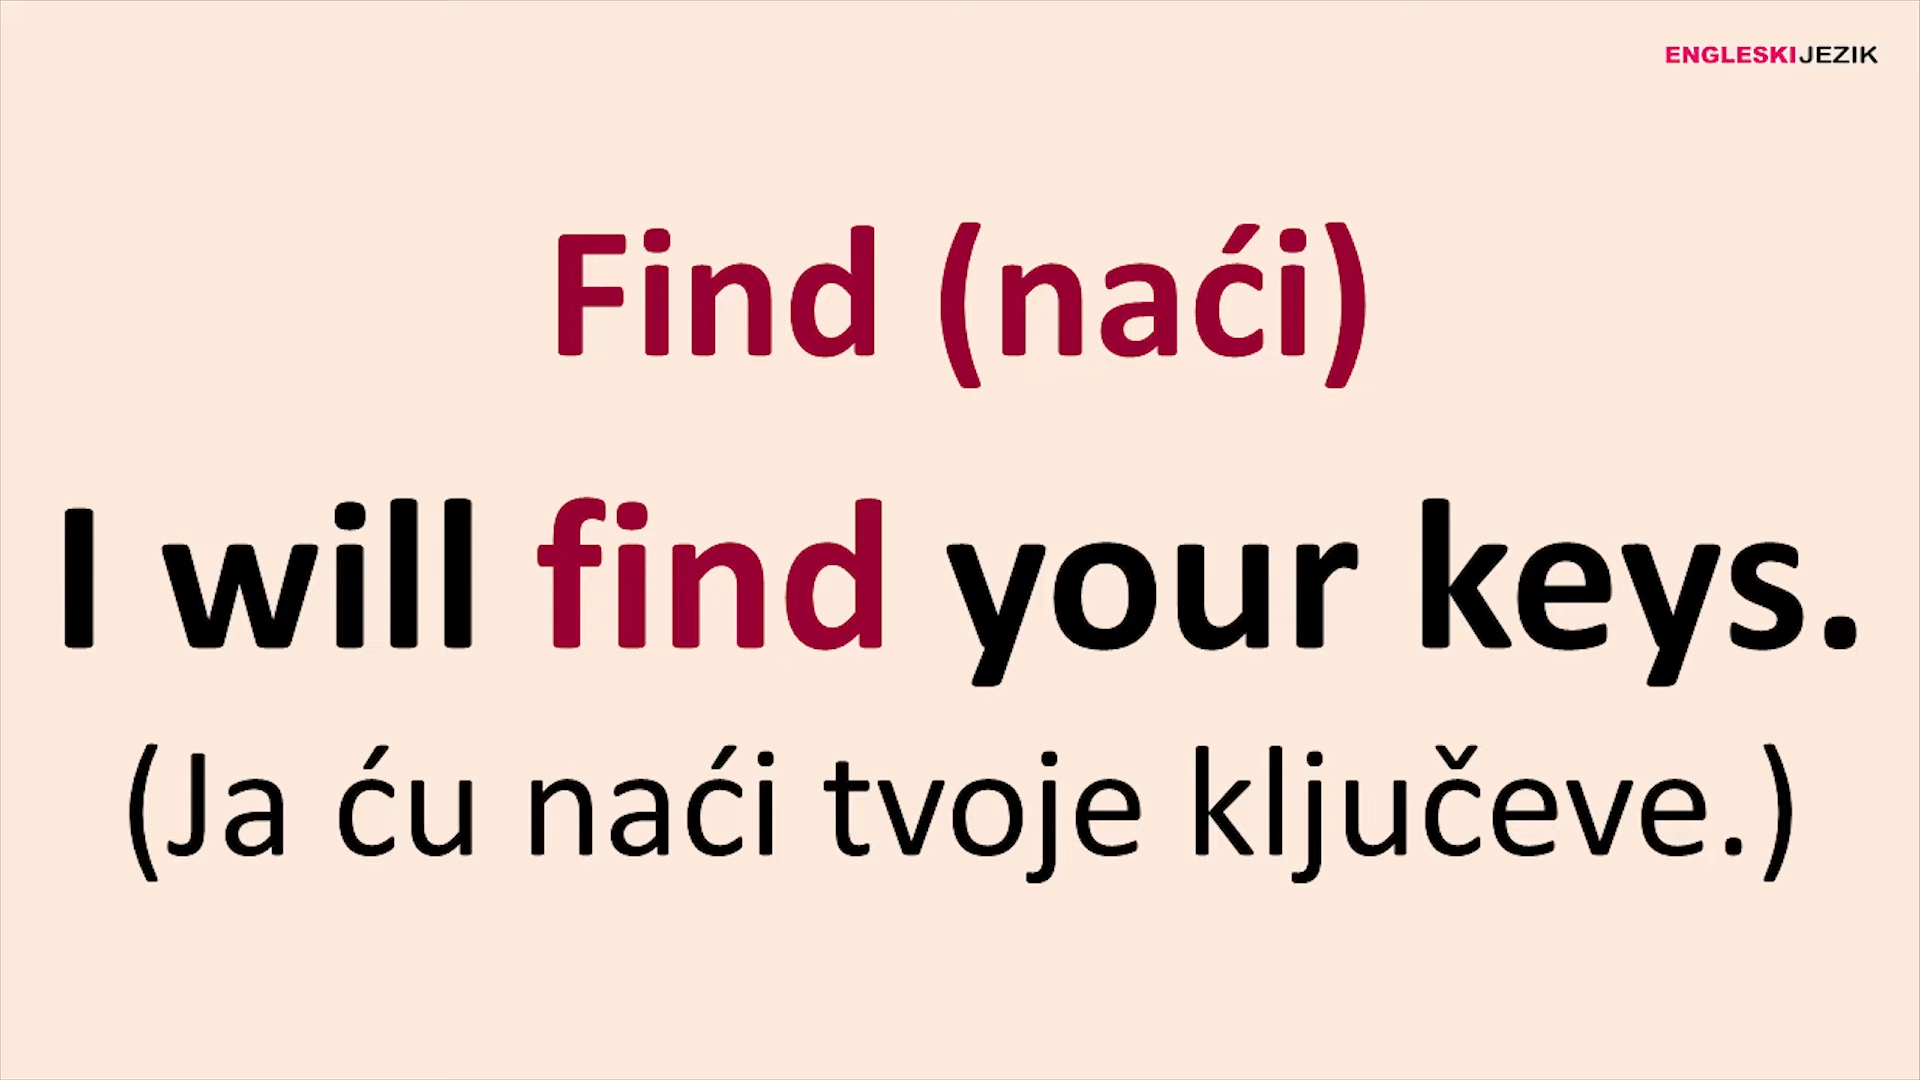 ENGLESKIJEZIK
Find (naći)
I will find your keys.
(Ja ću naći tvoje ključeve.)